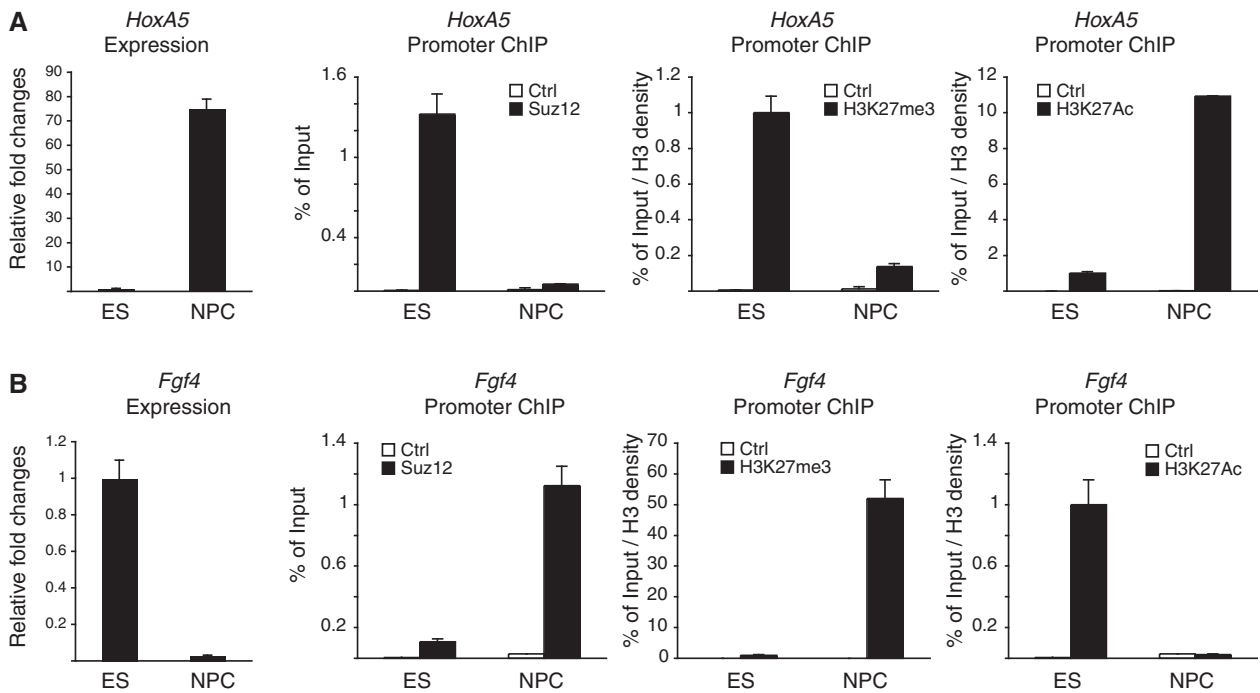 A
HoxA5
Expression
Relative fold changes
90
80
70
60
50
40
30
20
10
ES NPC
HoxA5
Promoter ChIP
% of Input
1.6
1
0.4
Ctrl
Suz12
ES NPC
HoxA5
Promoter ChIP
% of Input / H3 density
1.2
1
0.8
0.6
0.4
0.2
Ctrl
H3K27me3
ES NPC
HoxA5
Promoter ChIP
% of Input / H3 density
12
10
8
6
4
2
Ctrl
H3K27Ac
ES NPC
B
Fgf4
Expression
Relative fold changes
1.2
1
0.8
0.6
0.4
0.2
ES NPC
Fgf4
Promoter ChIP
% of Input
1.4
1
0.6
0.2
Ctrl
Suz12
ES NPC
Fgf4
Promoter ChIP
% of Input / H3 density
70
60
50
40
30
20
10
0
Ctrl
H3K27me3
ES NPC
Fgf4
Promoter ChIP
% of Input / H3 density
1.4
1
0.6
0.2
Ctrl
H3K27Ac
ES NPC